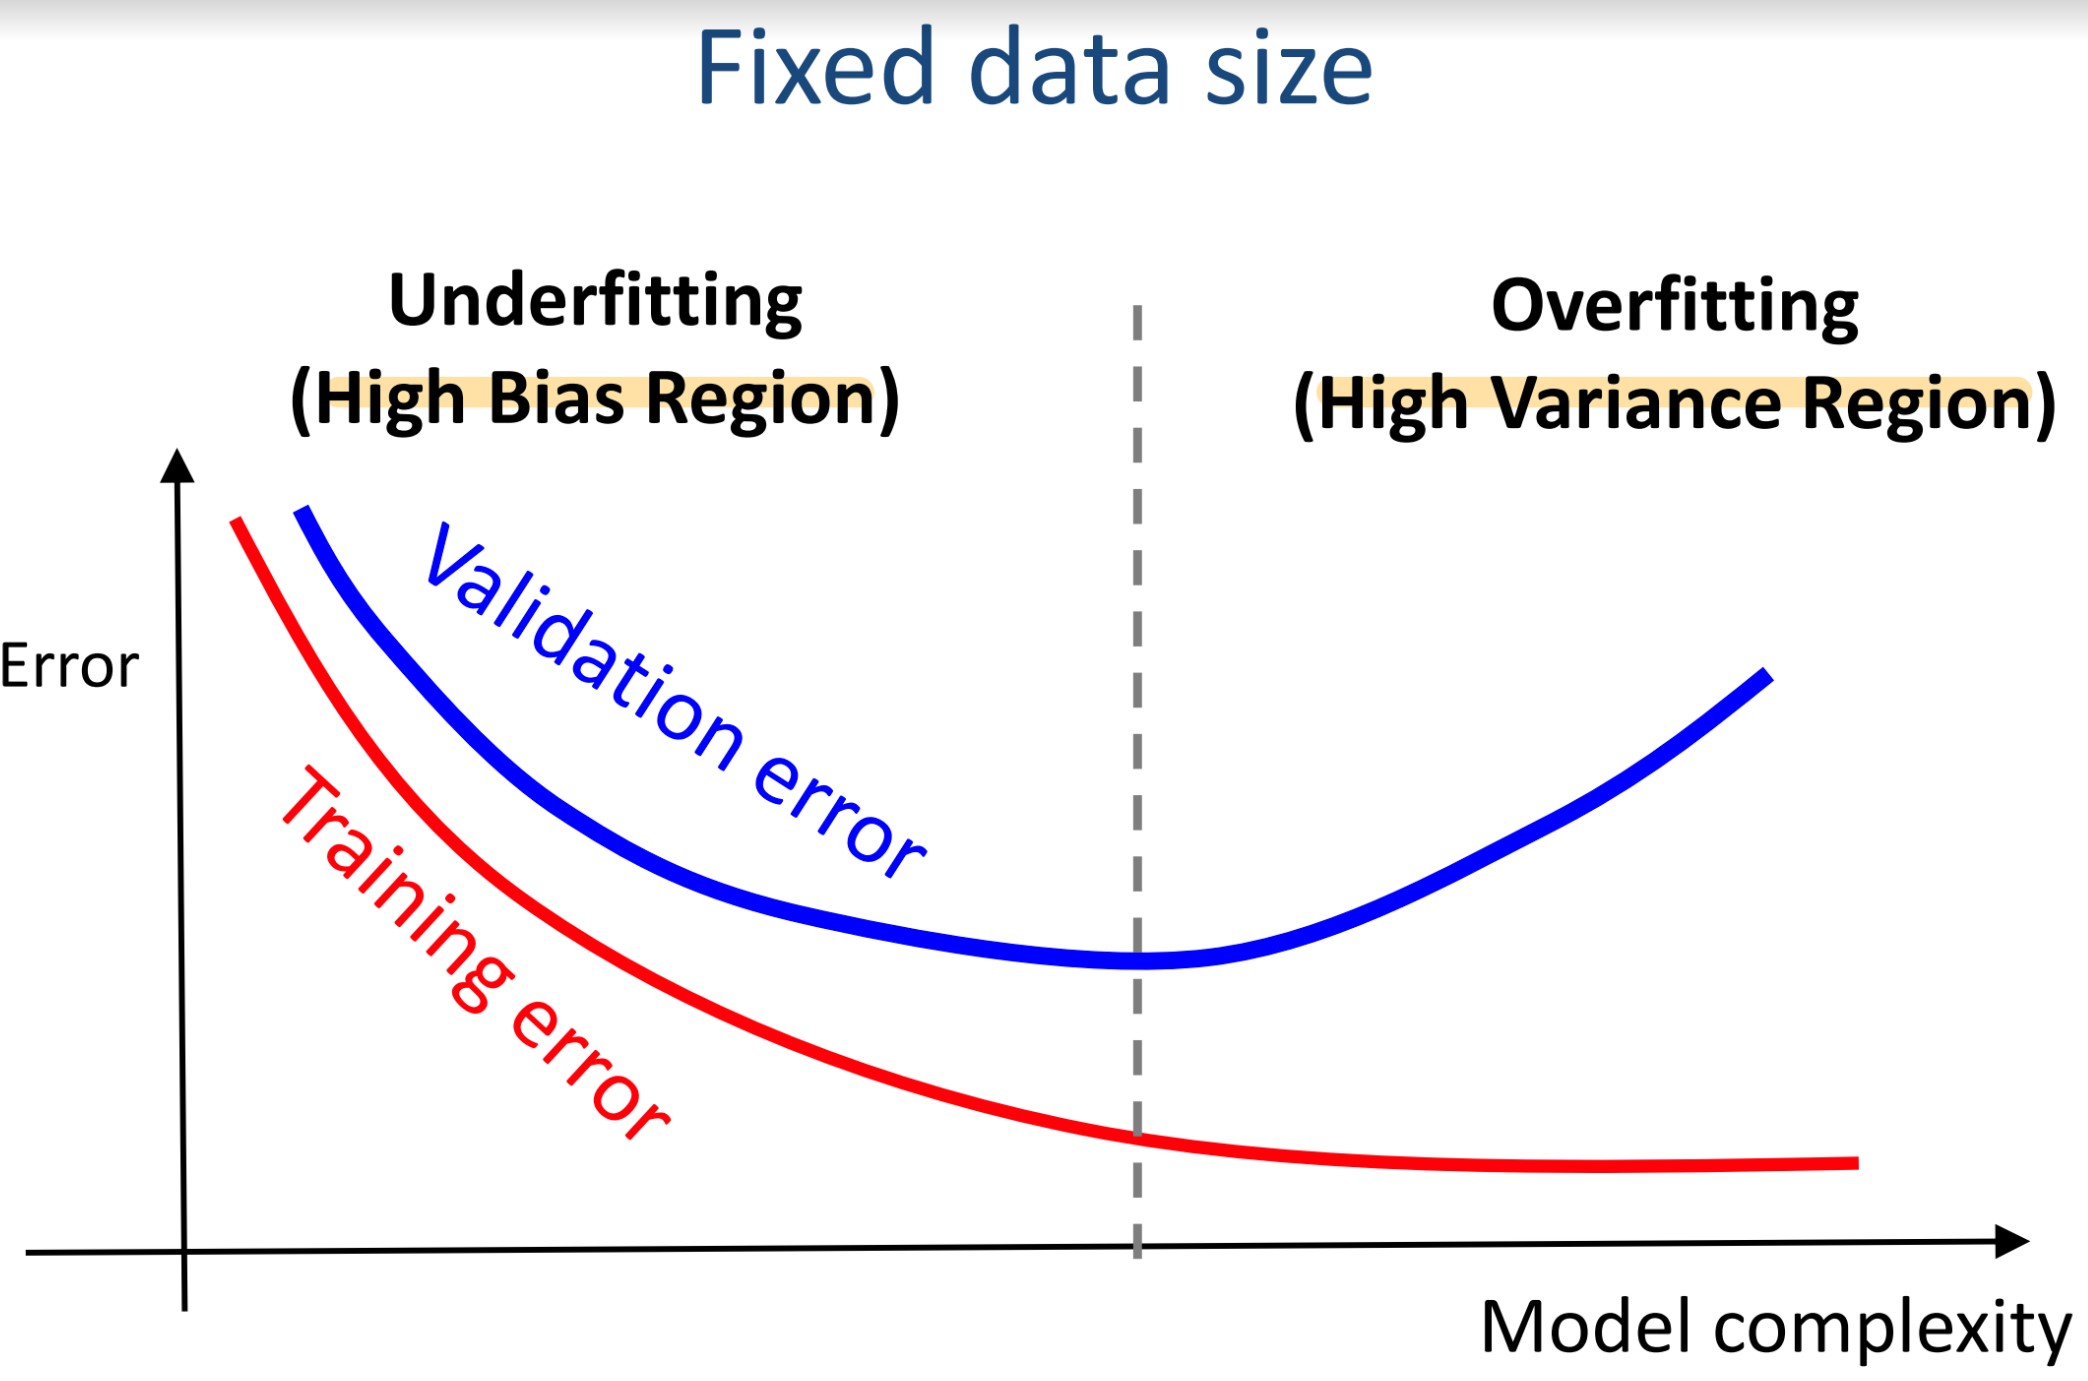 Fixed data size
Underfitting
(High Bias Region)
Overfitting
(High Variance Region)
Validation error
Error
Training error
Model complexity